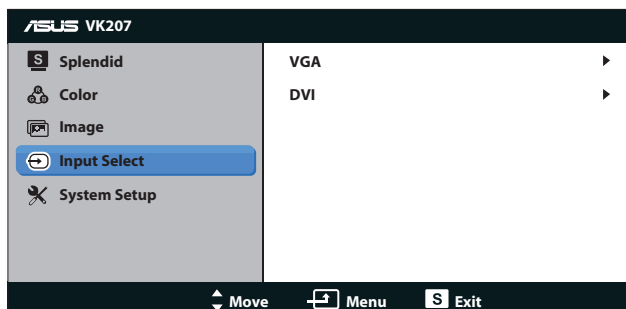 ASUS VK207
S Splendid
Color
Image
Input Select
System Setup
VGA
DVI
Move Menu S Exit